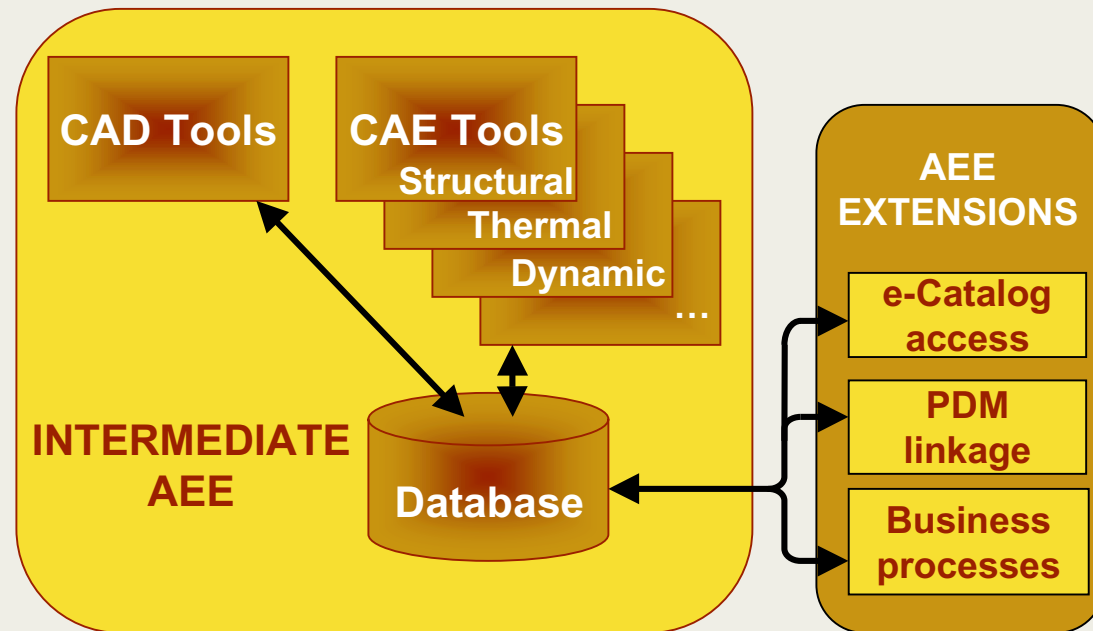 CAD Tools
CAE Tools
Structural
Thermal
Dynamic
…
INTERMEDIATE
AEE
Database
AEE
EXTENSIONS
e-Catalog
access
PDM
linkage
Business
processes